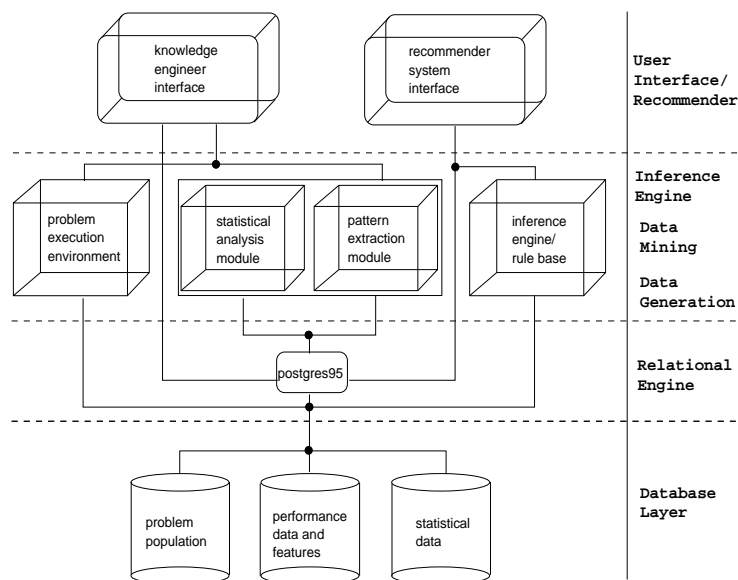 knowledge
engineer
interface
recommender
system
interface
User
Interface/
Recommender
problem
execution
environment
statistical
analysis
module
pattern
extraction
module
inference
engine/
rule base
Inference
Engine
Data
Mining
Data
Generation
postgres95
Relational
Engine
problem
population
performance
data and
features
statistical
data
Database
Layer